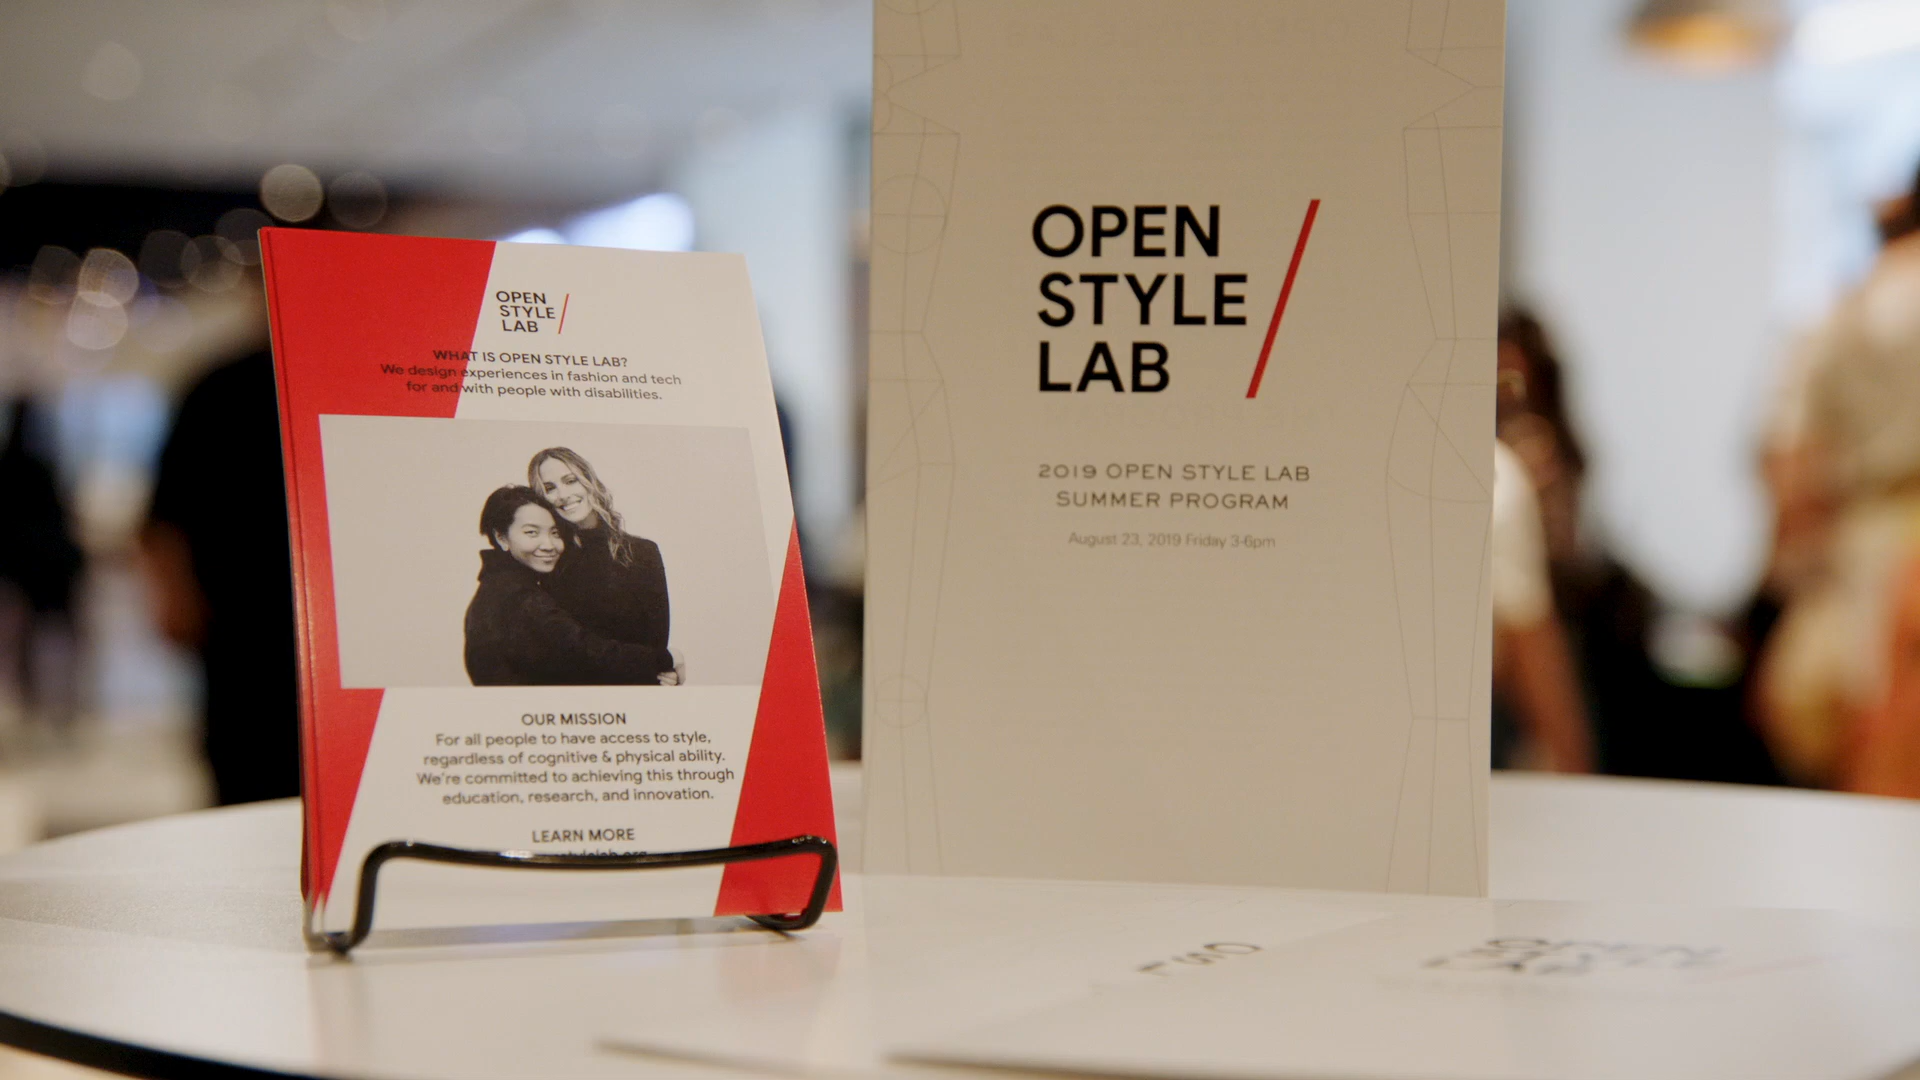 OPEN
STYLE
LAB
WHAT IS OPEN STYLE LAB?
We design experiences in fashion and tech
for and with people with disabilities.
OUR MISSION
For all people to have access to style,
regardless of cognitive & physical ability.
We're committed to achieving this through
education, research, and innovation.
LEARN MORE
OPEN
STYLE
LAB
2019 OPEN STYLE LAB
SUMMER PROGRAM
August 23, 2019 Friday 3-6pm